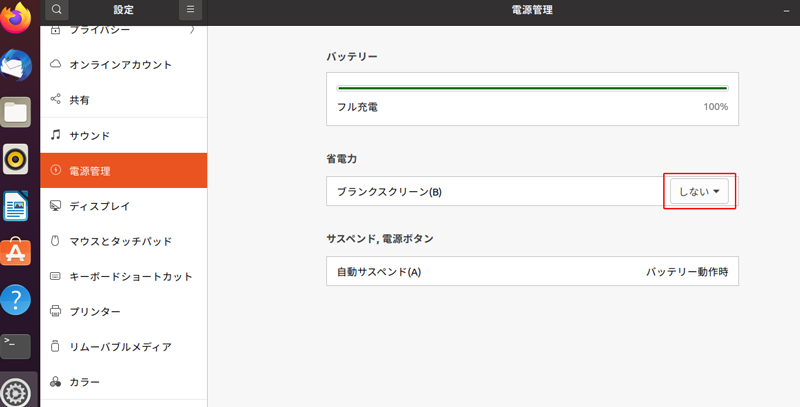 設定
電源管理
プライバシー
オンラインアカウント
共有
サウンド
電源管理
ディスプレイ
マウスとタッチパッド
キーボードショートカット
プリンター
リムーバブルメディア
カラー
バッテリー
フル充電 100%
省電力
ブランクスクリーン(B) しない
サスペンド, 電源ボタン
自動サスペンド(A) バッテリー動作時